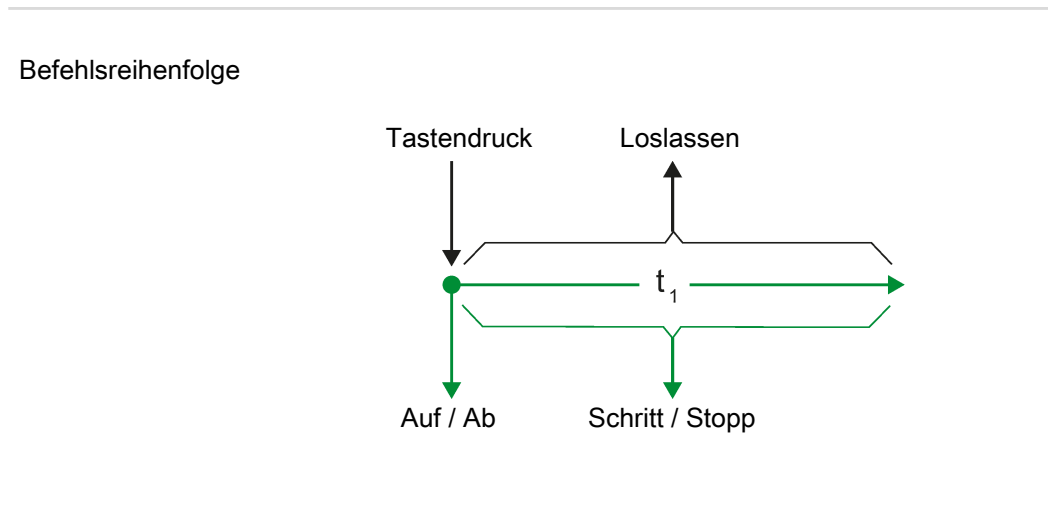 Befehlsreihenfolge
Tastendruck Loslassen
t₁
Auf / Ab Schritt / Stopp